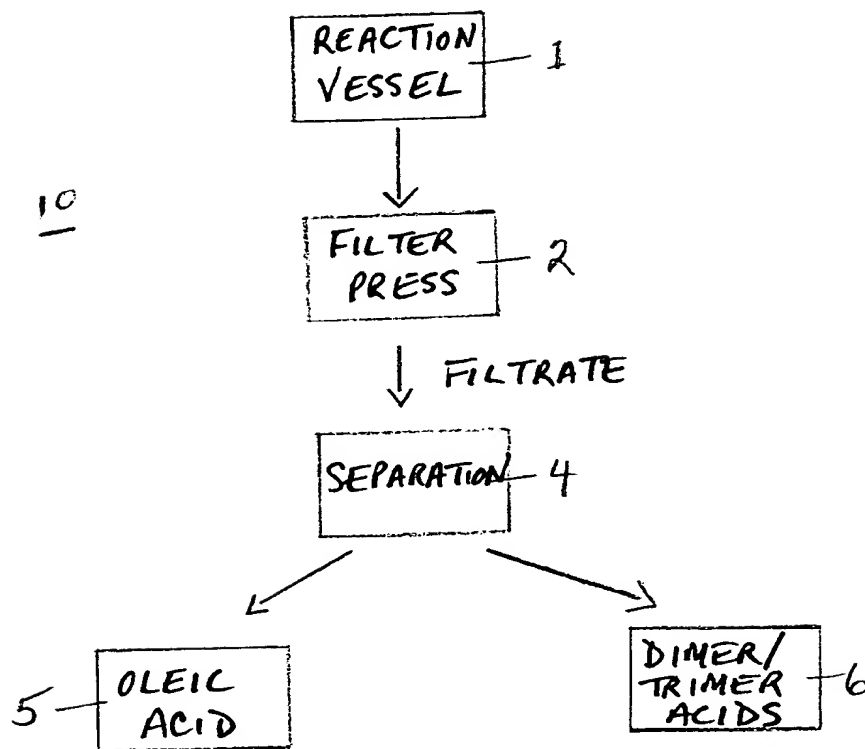 REACTION
VESSEL
1
10
FILTER
PRESS
2
FILTRATE
SEPARATION
4
5
OLEIC
ACID
DIMER/
TRIMER
ACIDS
6